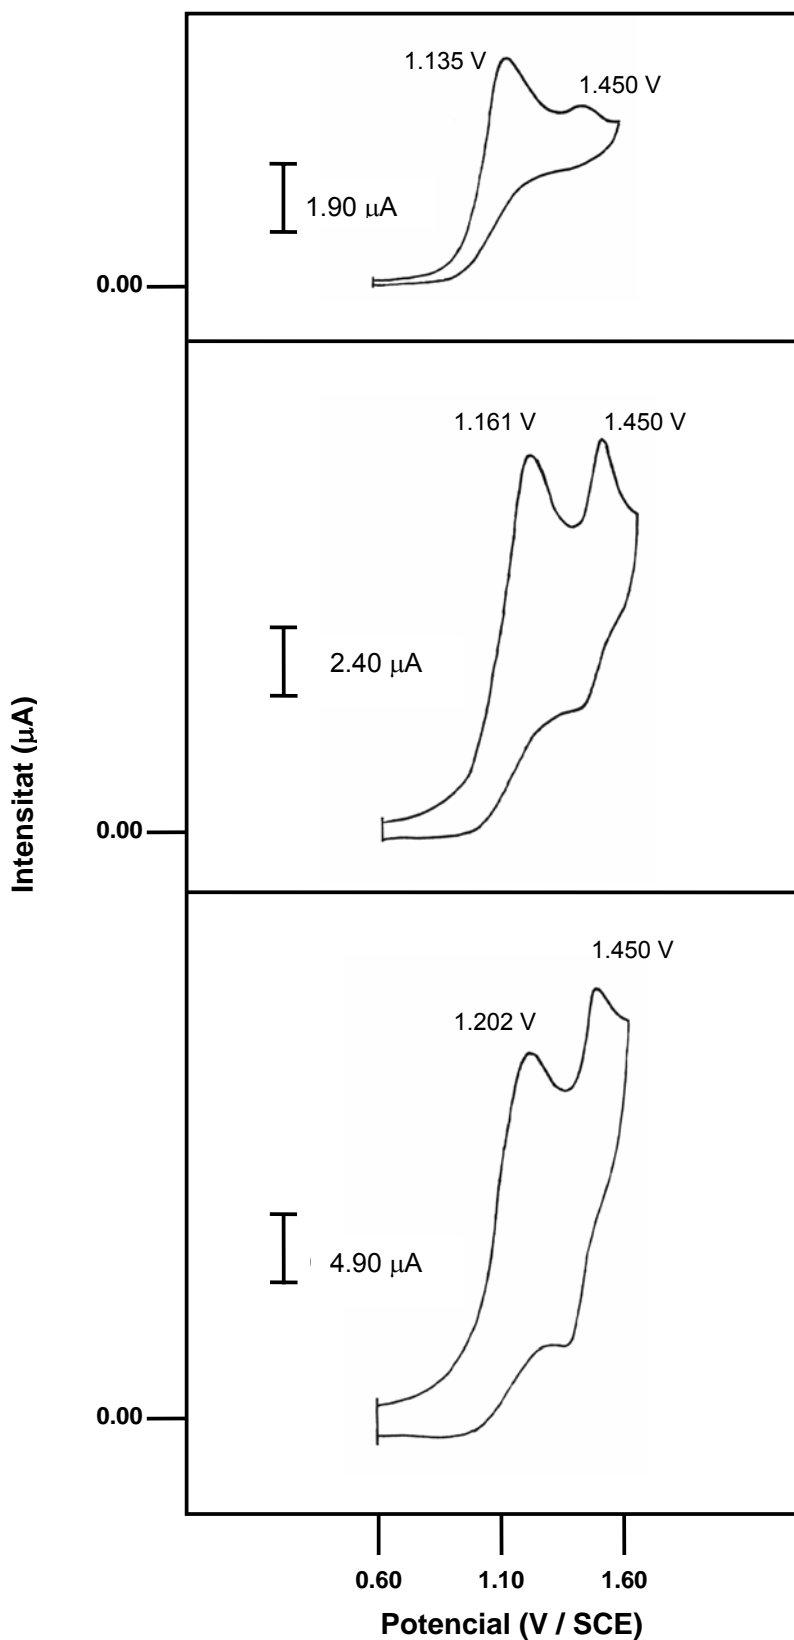 1.135 V
1.450 V
1.90 μA
0.00
1.161 V
1.450 V
2.40 μA
0.00
1.450 V
1.202 V
4.90 μA
0.00
Intensitat (μA)
0.60
1.10
1.60
Potencial (V / SCE)